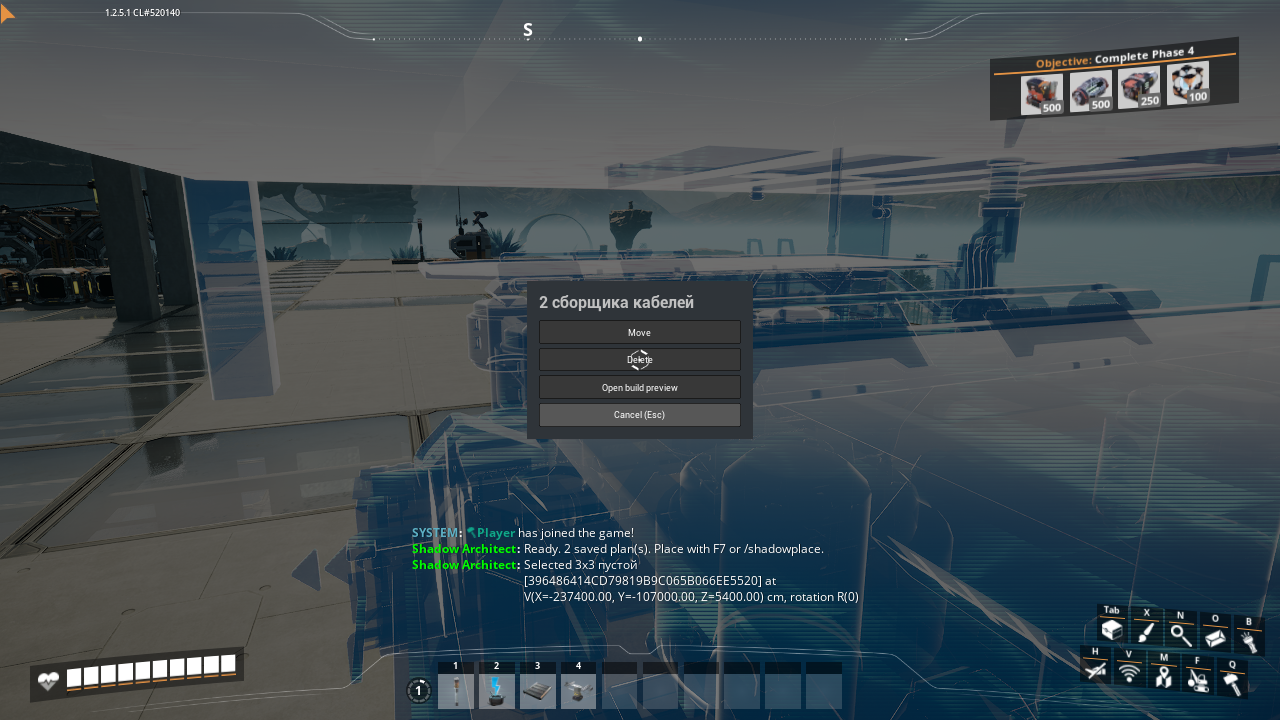 1.2.5.1 CL#520140
S
Objective: Complete Phase 4
500
500
250
100
2 сборщика кабелей
Move
Delete
Open build preview
Cancel (Esc)
SYSTEM: Player has joined the game!
Shadow Architect: Ready. 2 saved plan(s). Place with F7 or /shadowplace.
Shadow Architect: Selected 3x3 пустой
[396486414CD79819B9C065B066EE5520] at
V(X=-237400.00, Y=-107000.00, Z=5400.00) cm, rotation R(0)
Tab X N O B
H V M F Q
1
1 2 3 4